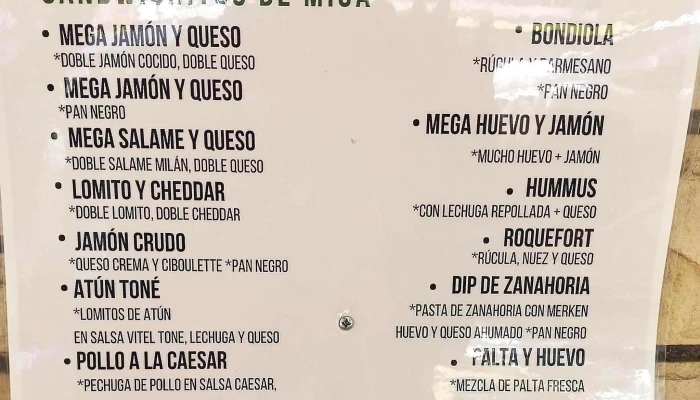 SANDWICHITOS DE MIGA
• MEGA JAMÓN Y QUESO
*DOBLE JAMÓN COCIDO, DOBLE QUESO
• MEGA JAMÓN Y QUESO
*PAN NEGRO
• MEGA SALAME Y QUESO
*DOBLE SALAME MILÁN, DOBLE QUESO
• LOMITO Y CHEDDAR
*DOBLE LOMITO, DOBLE CHEDDAR
• JAMÓN CRUDO
*QUESO CREMA Y CIBOULETTE *PAN NEGRO
• ATÚN TONÉ
*LOMITOS DE ATÚN
EN SALSA VITEL TONE, LECHUGA Y QUESO
• POLLO A LA CAESAR
*PECHUGA DE POLLO EN SALSA CAESAR,
• BONDIOLA
*RÚCULA Y PARMESANO
*PAN NEGRO
• MEGA HUEVO Y JAMÓN
*MUCHO HUEVO + JAMÓN
• HUMMUS
*CON LECHUGA REPOLLADA + QUESO
• ROQUEFORT
*RÚCULA, NUEZ Y QUESO
• DIP DE ZANAHORIA
*PASTA DE ZANAHORIA CON MERKEN
HUEVO Y QUESO AHUMADO *PAN NEGRO
• PALTA Y HUEVO
*MEZCLA DE PALTA FRESCA